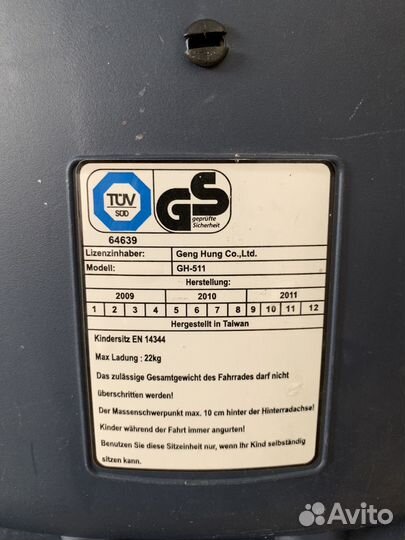 TÜV
SÜD
GS
geprüfte
Sicherheit
64639
Lizenzinhaber: Geng Hung Co.,Ltd.
Modell: GH-511
Herstellung:
2009 2010 2011
1 2 3 4 5 6 7 8 9 10 11 12
Hergestellt in Taiwan
Kindersitz EN 14344
Max Ladung : 22kg
Das zulässige Gesamtgewicht des Fahrrades darf nicht
überschritten werden!
Der Massenschwerpunkt max. 10 cm hinter der Hinterradachse!
Kinder während der Fahrt immer angurten!
Benutzen Sie diese Sitzeinheit nur, wenn Ihr Kind selbständig
sitzen kann.
Avito